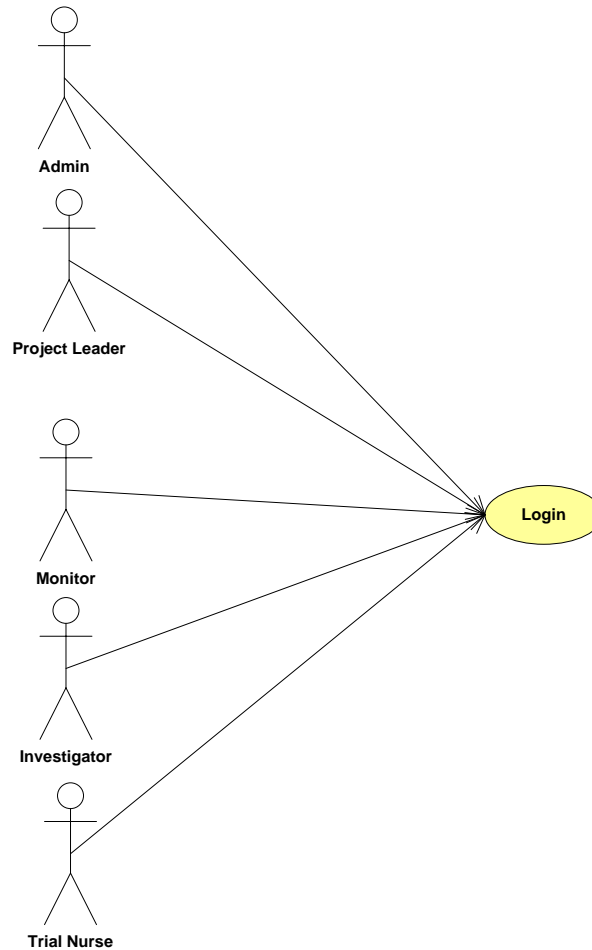 Admin
Project Leader
Monitor
Login
Investigator
Trial Nurse